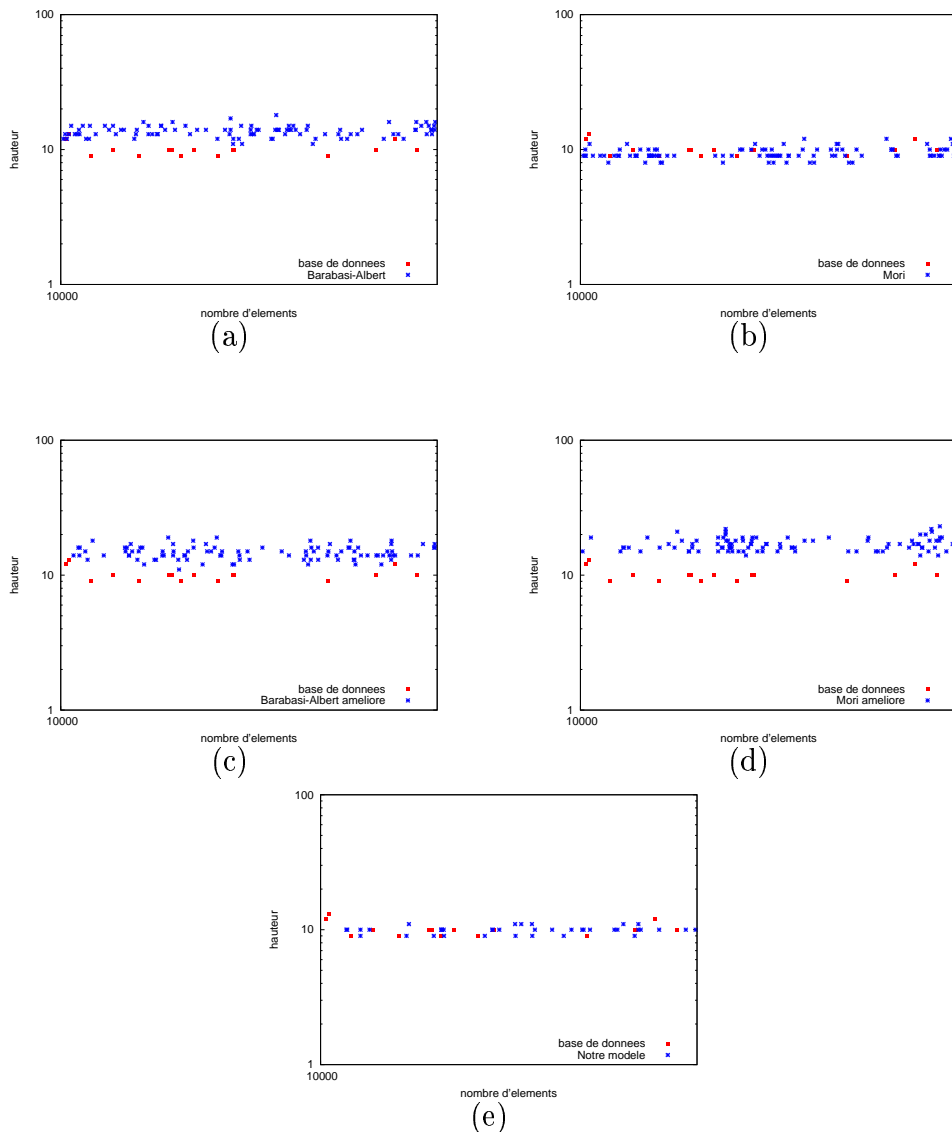 100
10
1
10000
hauteur
nombre d'elements
base de donnees
Barabasi-Albert
(a)
100
10
1
10000
hauteur
nombre d'elements
base de donnees
Mori
(b)
100
10
1
10000
hauteur
nombre d'elements
base de donnees
Barabasi-Albert ameliore
(c)
100
10
1
10000
hauteur
nombre d'elements
base de donnees
Mori ameliore
(d)
100
10
1
10000
hauteur
nombre d'elements
base de donnees
Notre modele
(e)